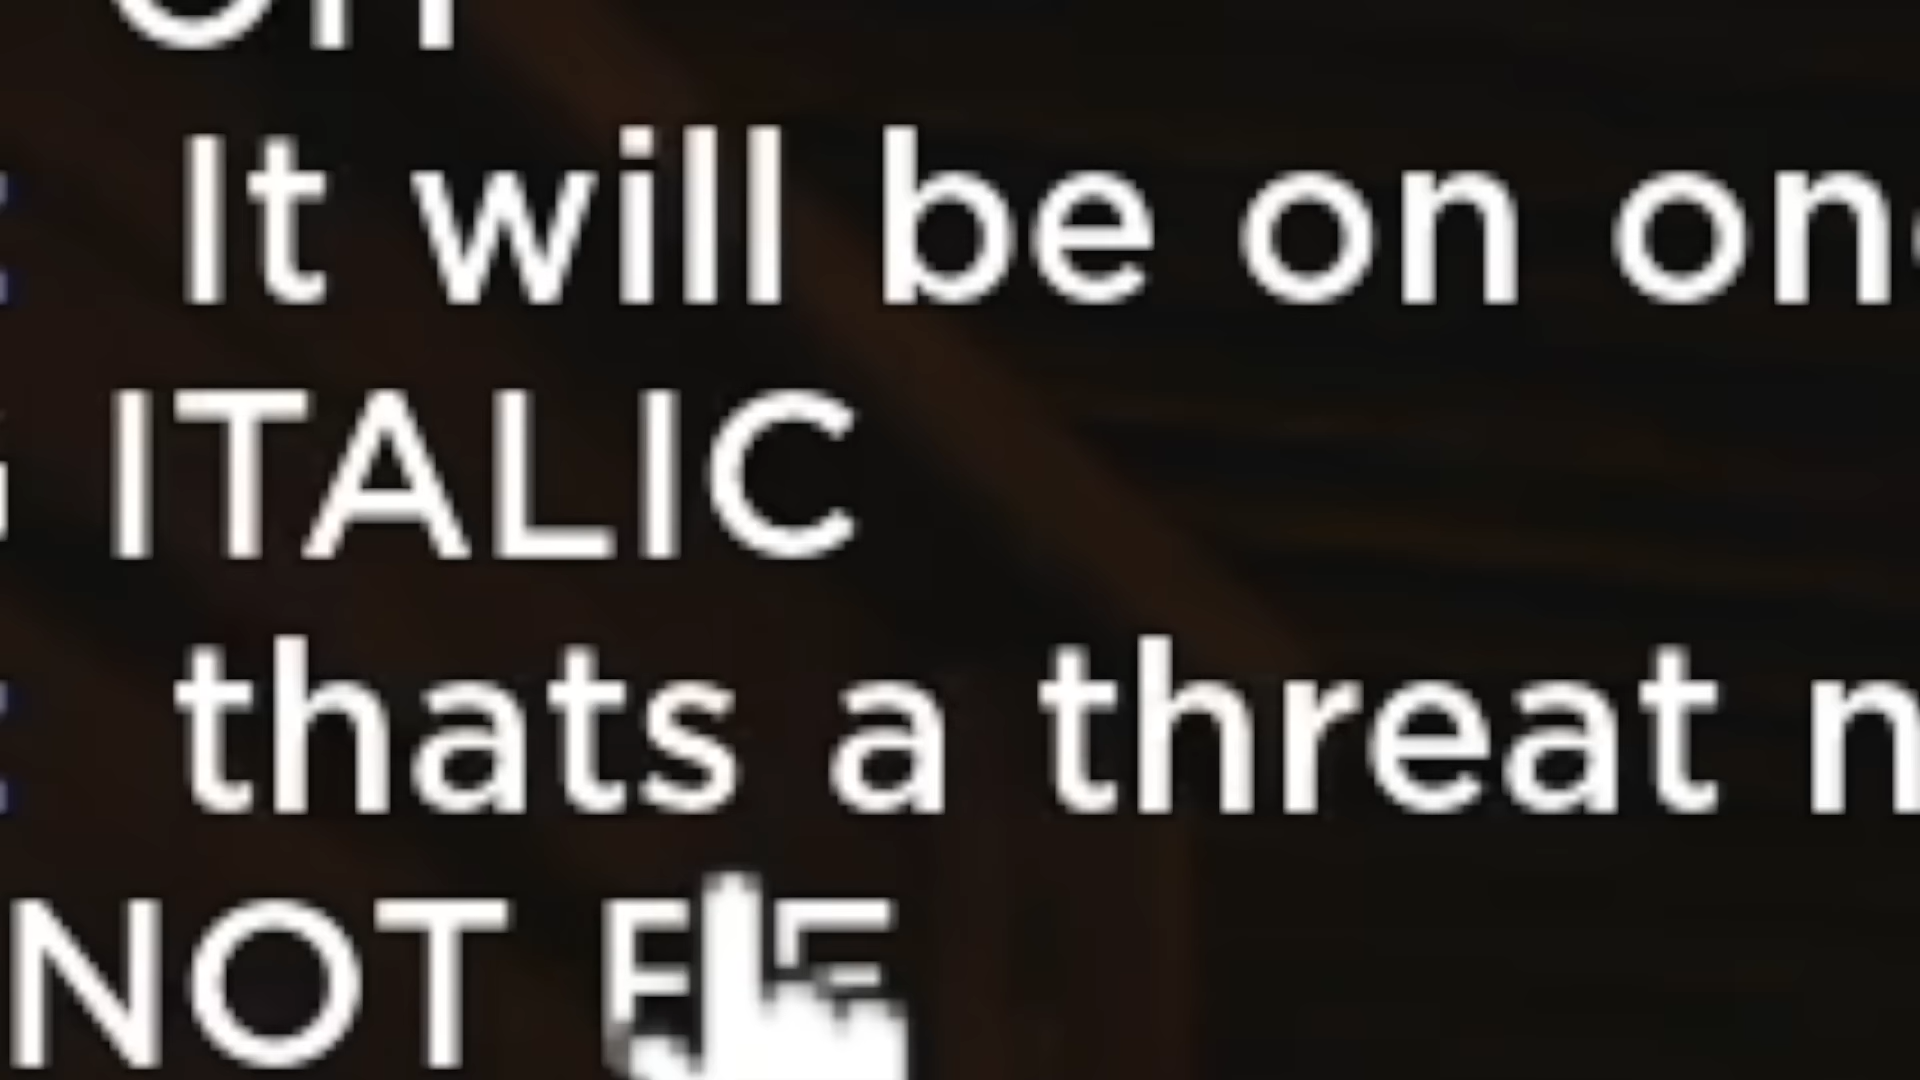 : It will be on on
ITALIC
: thats a threat n
NOT